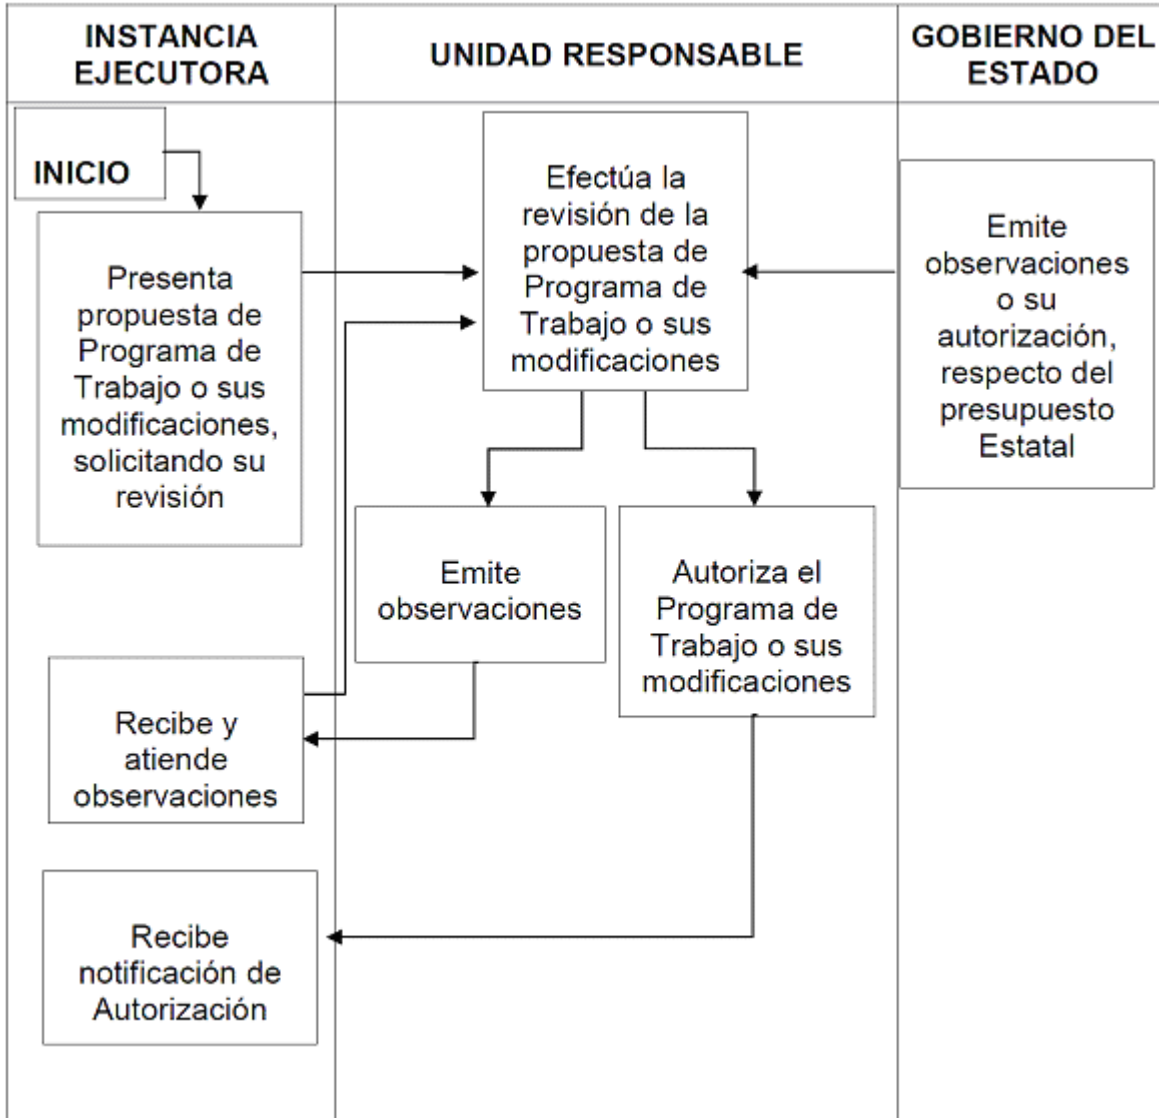 INSTANCIA
EJECUTORA
UNIDAD RESPONSABLE
GOBIERNO DEL
ESTADO
INICIO
Presenta
propuesta de
Programa de
Trabajo o sus
modificaciones,
solicitando su
revisión
Efectúa la
revisión de la
propuesta de
Programa de
Trabajo o sus
modificaciones
Emite
observaciones
o su
autorización,
respecto del
presupuesto
Estatal
Emite
observaciones
Autoriza el
Programa de
Trabajo o sus
modificaciones
Recibe y
atiende
observaciones
Recibe
notificación de
Autorización